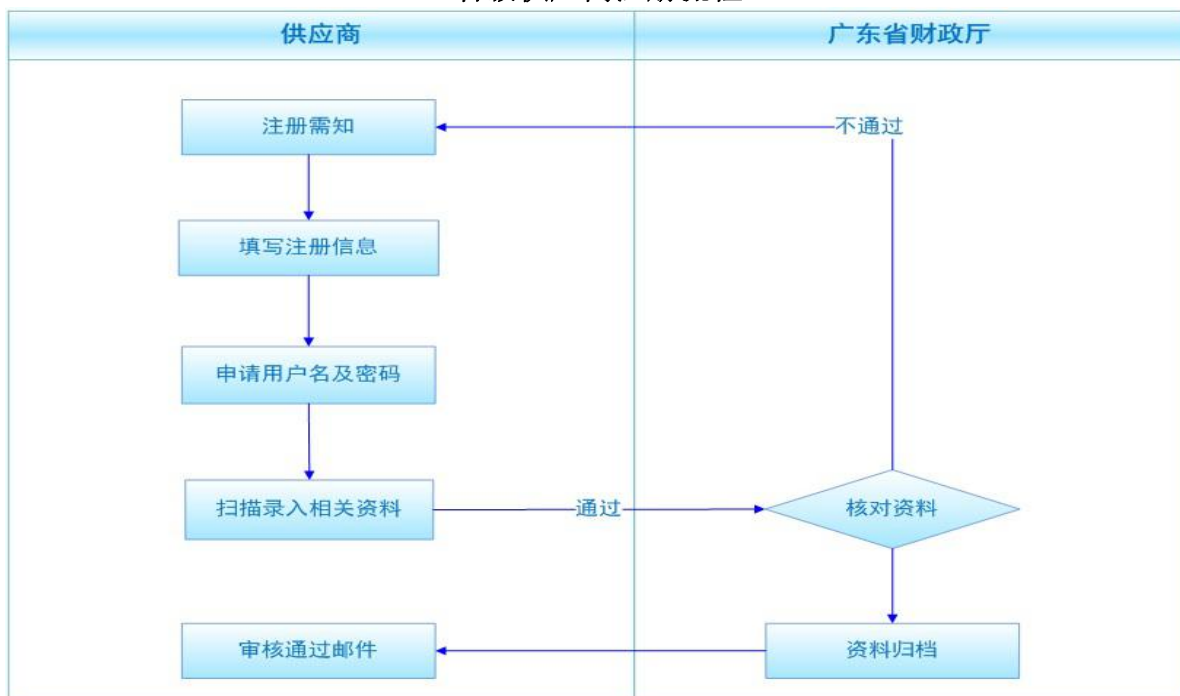 供应商
广东省财政厅
注册需知
不通过
填写注册信息
申请用户名及密码
扫描录入相关资料
通过
核对资料
审核通过邮件
资料归档